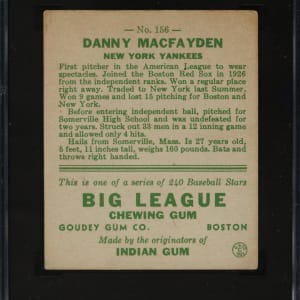 — No. 156 —
DANNY MACFAYDEN
NEW YORK YANKEES
First pitcher in the American League to wear
spectacles. Joined the Boston Red Sox in 1926
from the independent ranks. Won a regular place
right away. Traded to New York last Summer.
Won 9 games and lost 15 pitching for Boston and
New York.
Before entering independent ball, pitched for
Somerville High School and was undefeated for
two years. Struck out 33 men in a 12 inning game
and allowed only 4 hits.
Hails from Somerville, Mass. Is 27 years old,
5 feet, 11 inches tall, weighs 160 pounds. Bats and
throws right handed.
This is one of a series of 240 Baseball Stars
BIG LEAGUE
CHEWING GUM
GOUDEY GUM CO. BOSTON
Made by the originators of
INDIAN GUM